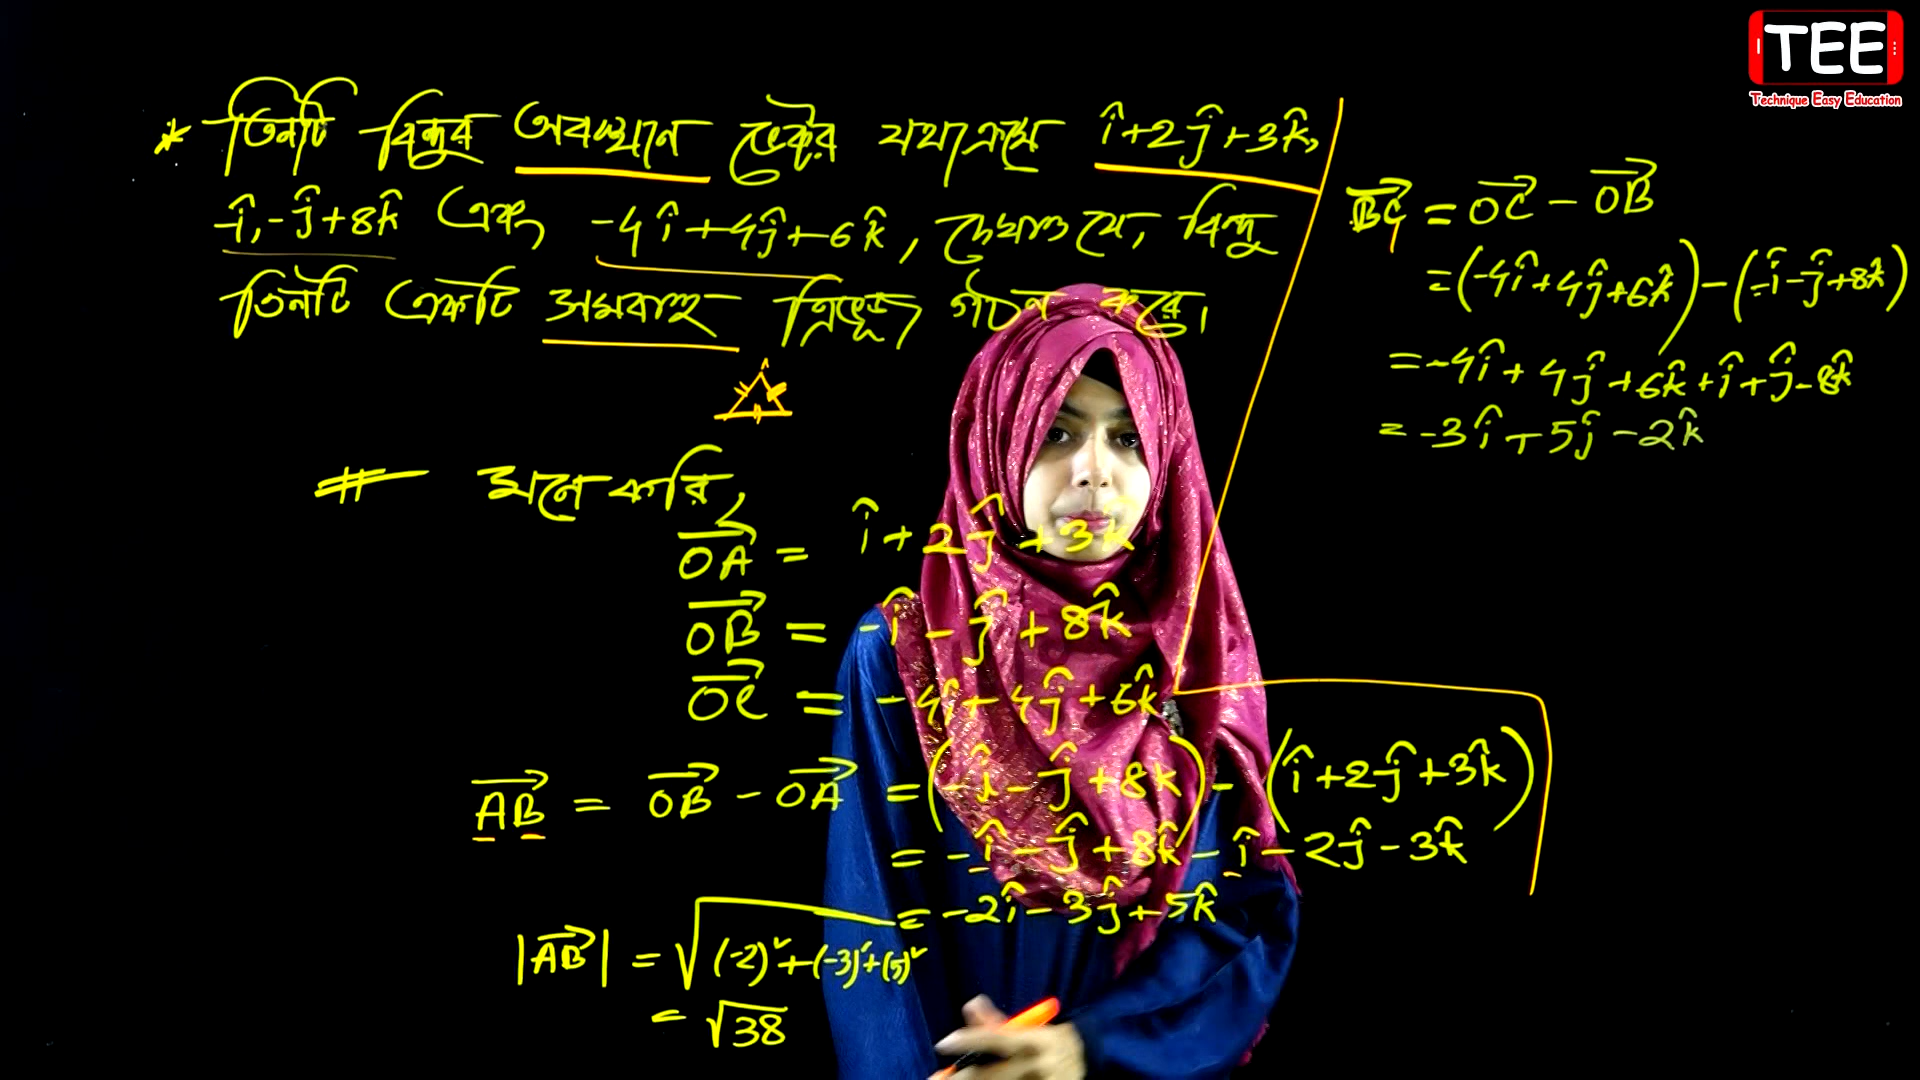 TEE
Technique Easy Education
* তিনটি বিন্দুর অবস্থান ভেক্টর যথাক্রমে î+2ĵ+3k̂,
-î,-ĵ+8k̂ এবং -4î+4ĵ+6k̂, দেখাও যে, বিন্দু
তিনটি একটি সমবাহু ত্রিভুজ গঠন করে।
# মনে করি,
OA⃗ = î+2ĵ+3k̂
OB⃗ = -î-ĵ+8k̂
OC⃗ = -4î+4ĵ+6k̂
AB⃗ = OB⃗ - OA⃗ = (-î-ĵ+8k) - (î+2ĵ+3k̂)
= -î-ĵ+8k̂-î-2ĵ-3k̂
= -2î-3ĵ+5k̂
|AB⃗| = √(-2)²+(-3)²+(5)²
= √38
BC⃗ = OC⃗ - OB⃗
= (-4î+4ĵ+6k̂) - (-î-ĵ+8k̂)
= -4î+4ĵ+6k̂+î+ĵ-8k̂
= -3î+5ĵ-2k̂